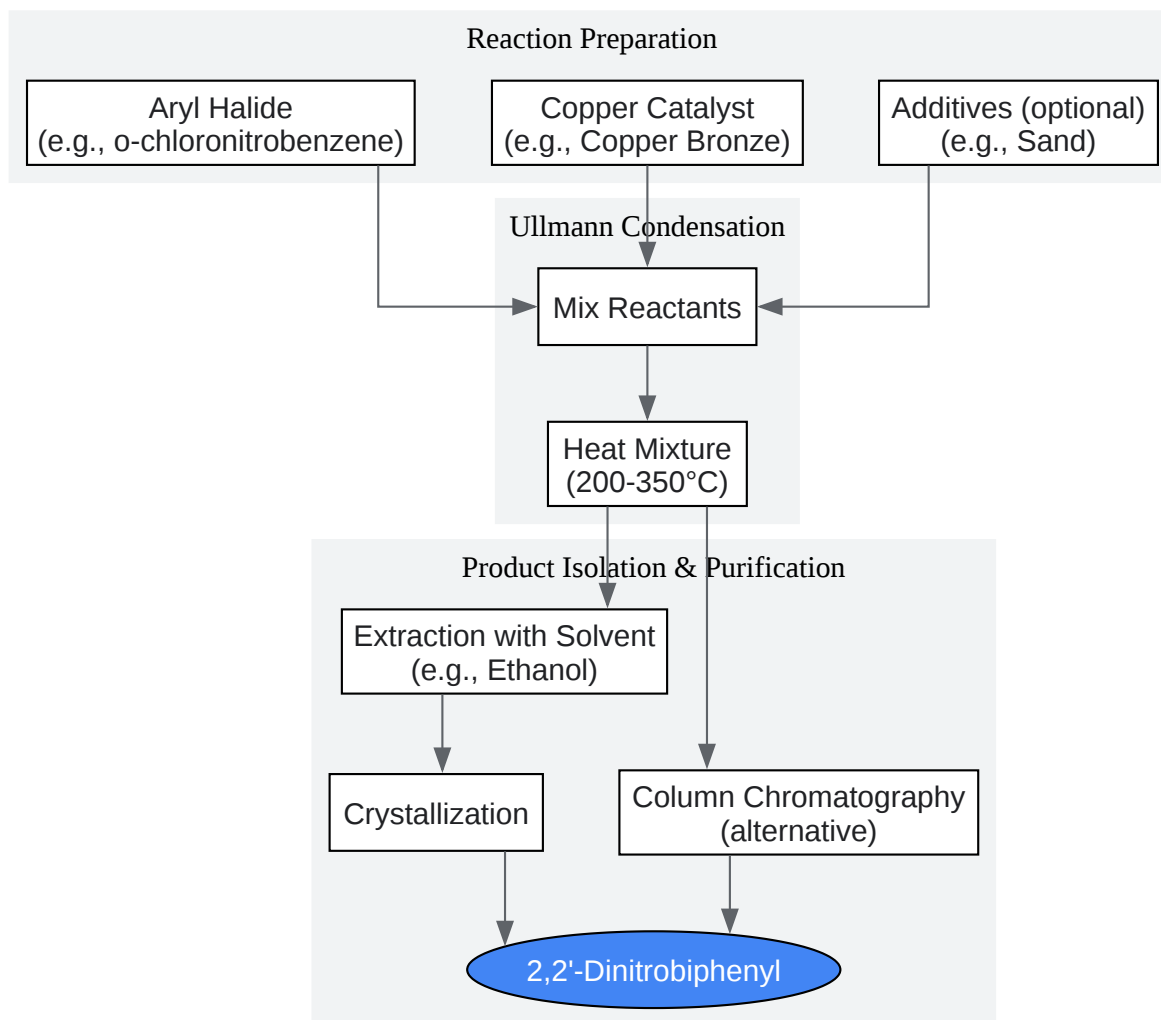 Reaction Preparation
Aryl Halide
(e.g., o-chloronitrobenzene)
Copper Catalyst
(e.g., Copper Bronze)
Additives (optional)
(e.g., Sand)
Ullmann Condensation
Mix Reactants
Heat Mixture
(200-350°C)
Product Isolation & Purification
Extraction with Solvent
(e.g., Ethanol)
Crystallization
Column Chromatography
(alternative)
2,2'-Dinitrobiphenyl